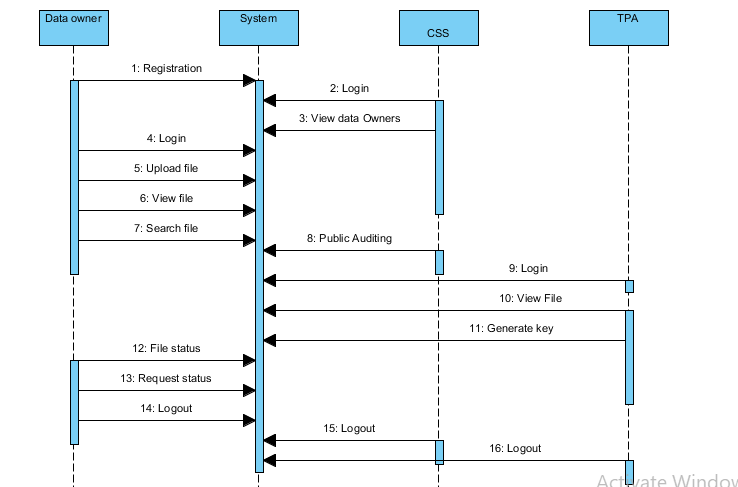 Data owner
System
CSS
TPA
1: Registration
2: Login
3: View data Owners
4: Login
5: Upload file
6: View file
7: Search file
8: Public Auditing
9: Login
10: View File
11: Generate key
12: File status
13: Request status
14: Logout
15: Logout
16: Logout
Activate Window